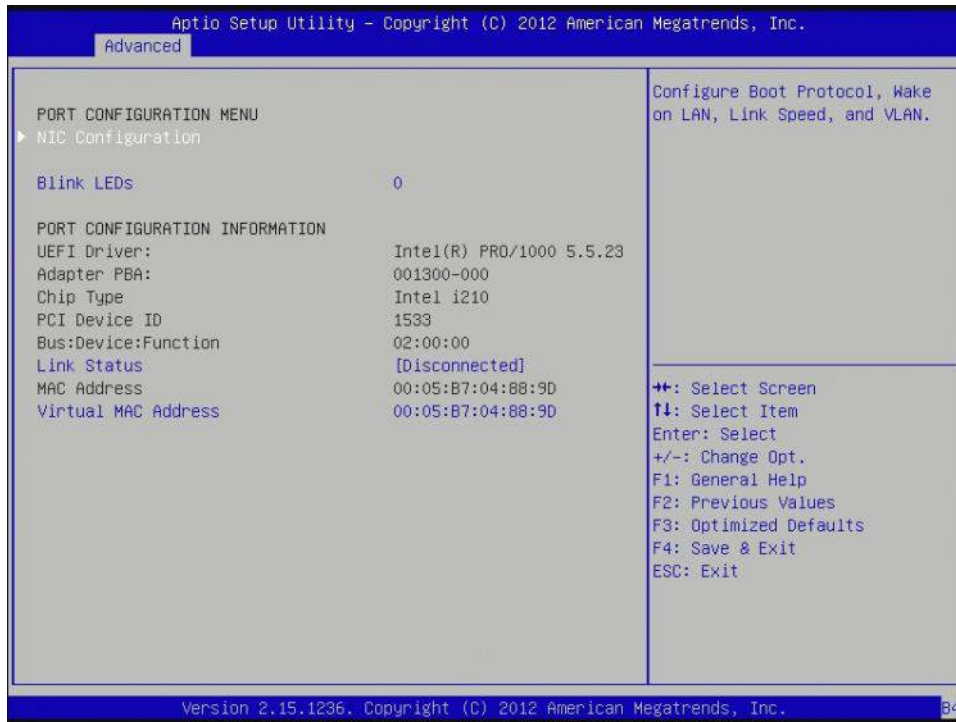 Aptio Setup Utility – Copyright (C) 2012 American Megatrends, Inc.
Advanced
PORT CONFIGURATION MENU
NIC Configuration
Blink LEDs 0
PORT CONFIGURATION INFORMATION
UEFI Driver: Intel(R) PRO/1000 5.5.23
Adapter PBA: 001300-000
Chip Type Intel i210
PCI Device ID 1533
Bus:Device:Function 02:00:00
Link Status [Disconnected]
MAC Address 00:05:B7:04:88:9D
Virtual MAC Address 00:05:B7:04:88:9D
Configure Boot Protocol, Wake
on LAN, Link Speed, and VLAN.
→←: Select Screen
↑↓: Select Item
Enter: Select
+/-: Change Opt.
F1: General Help
F2: Previous Values
F3: Optimized Defaults
F4: Save & Exit
ESC: Exit
Version 2.15.1236. Copyright (C) 2012 American Megatrends, Inc.
B4